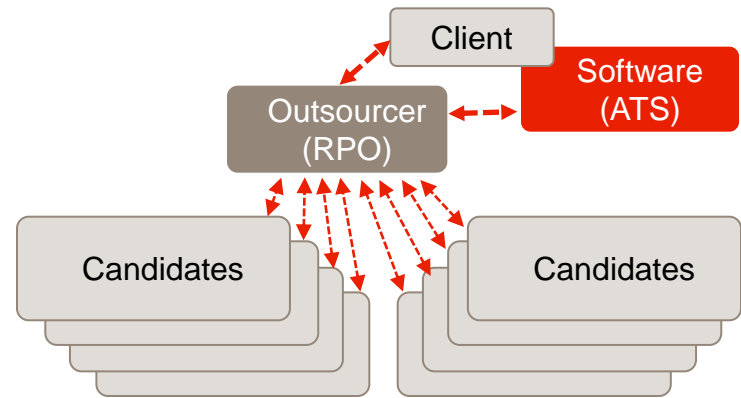 Client
Software
(ATS)
Outsourcer
(RPO)
Candidates
Candidates